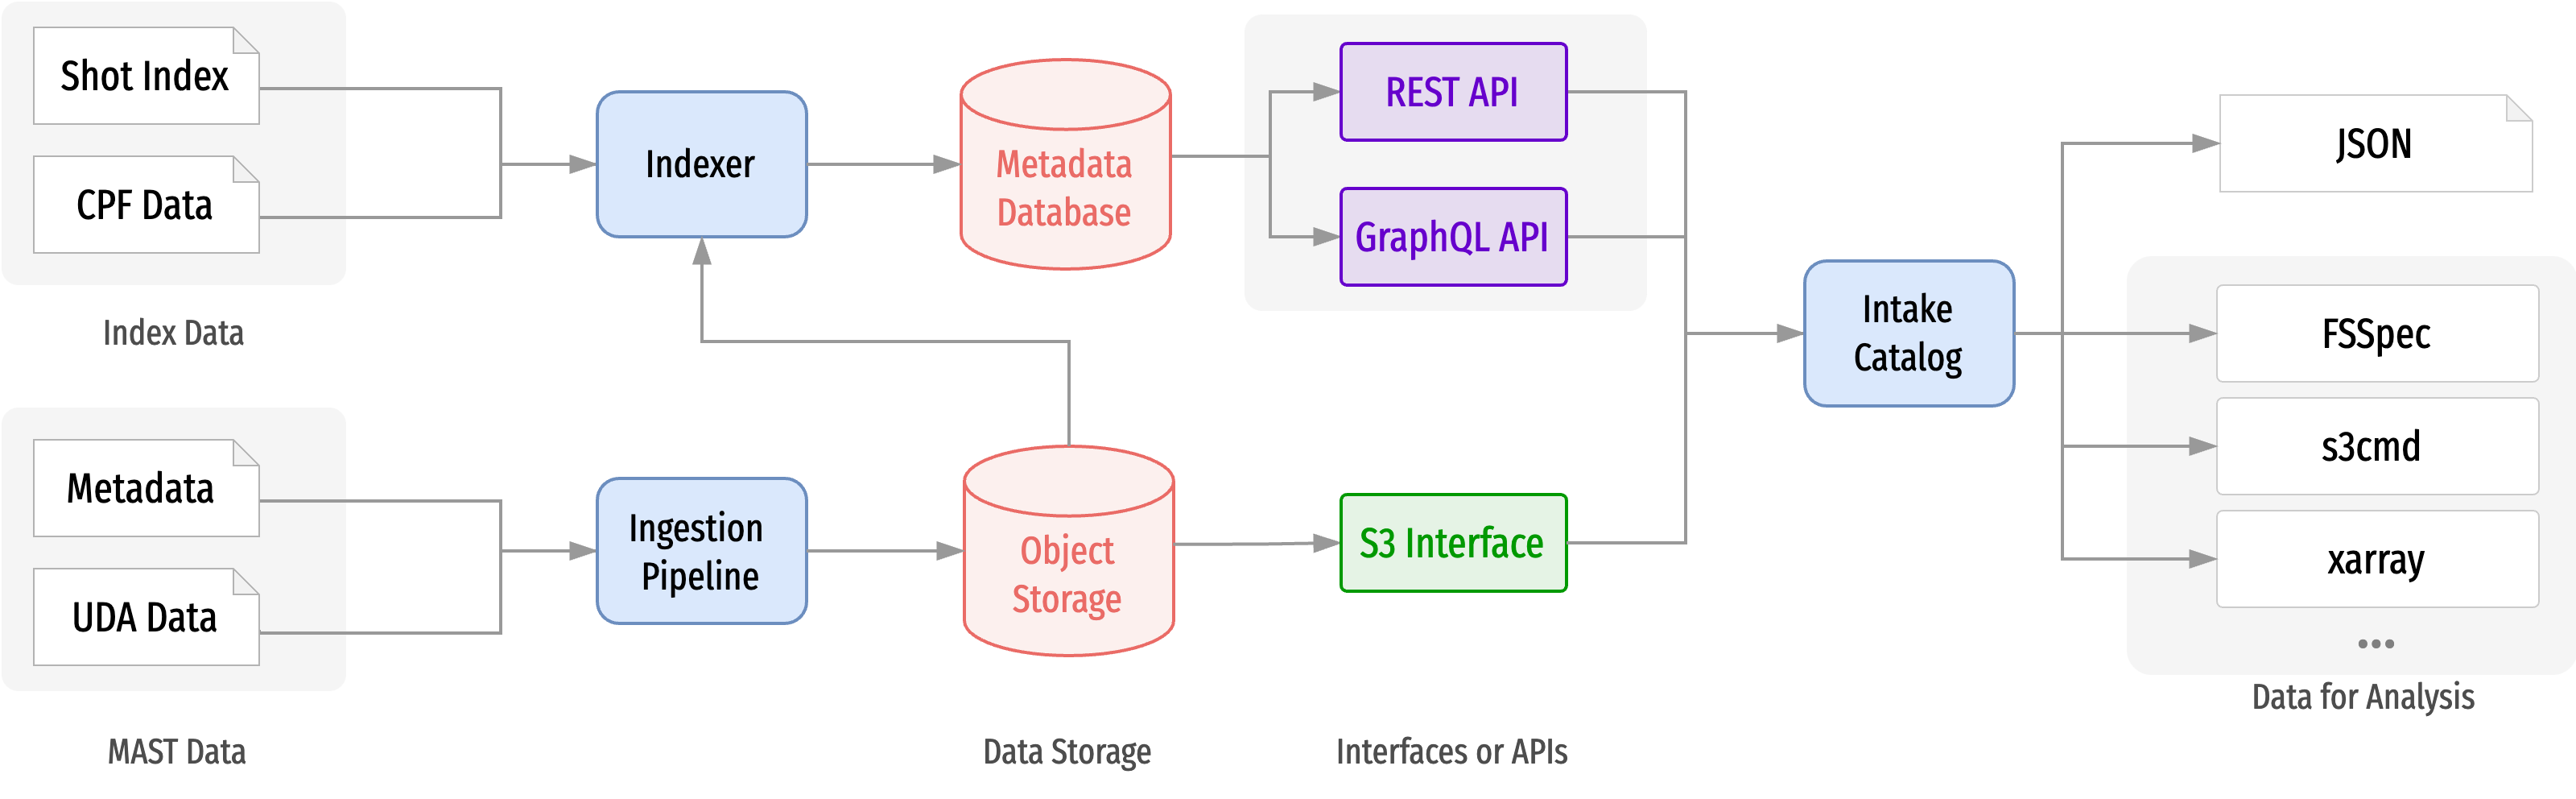 Shot Index
CPF Data
Index Data
Indexer
Metadata
Database
REST API
GraphQL API
Metadata
UDA Data
MAST Data
Ingestion
Pipeline
Object
Storage
Data Storage
S3 Interface
Interfaces or APIs
Intake
Catalog
JSON
FSSpec
s3cmd
xarray
...
Data for Analysis